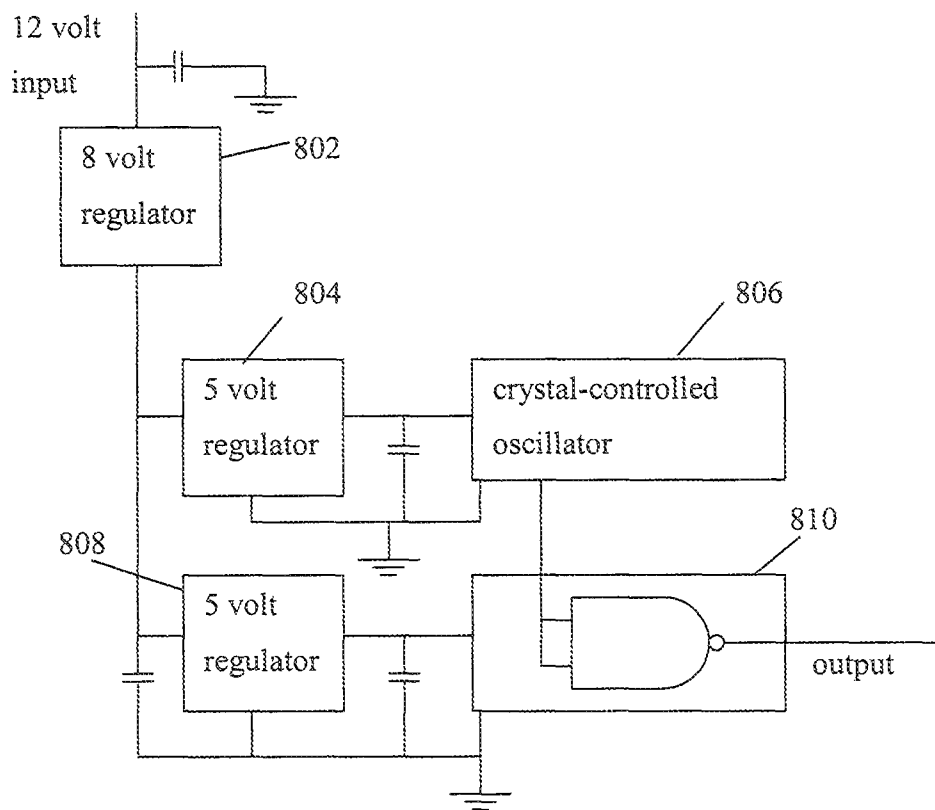 12 volt
input
8 volt
regulator
802
804
806
5 volt
regulator
crystal-controlled
oscillator
808
810
5 volt
regulator
output